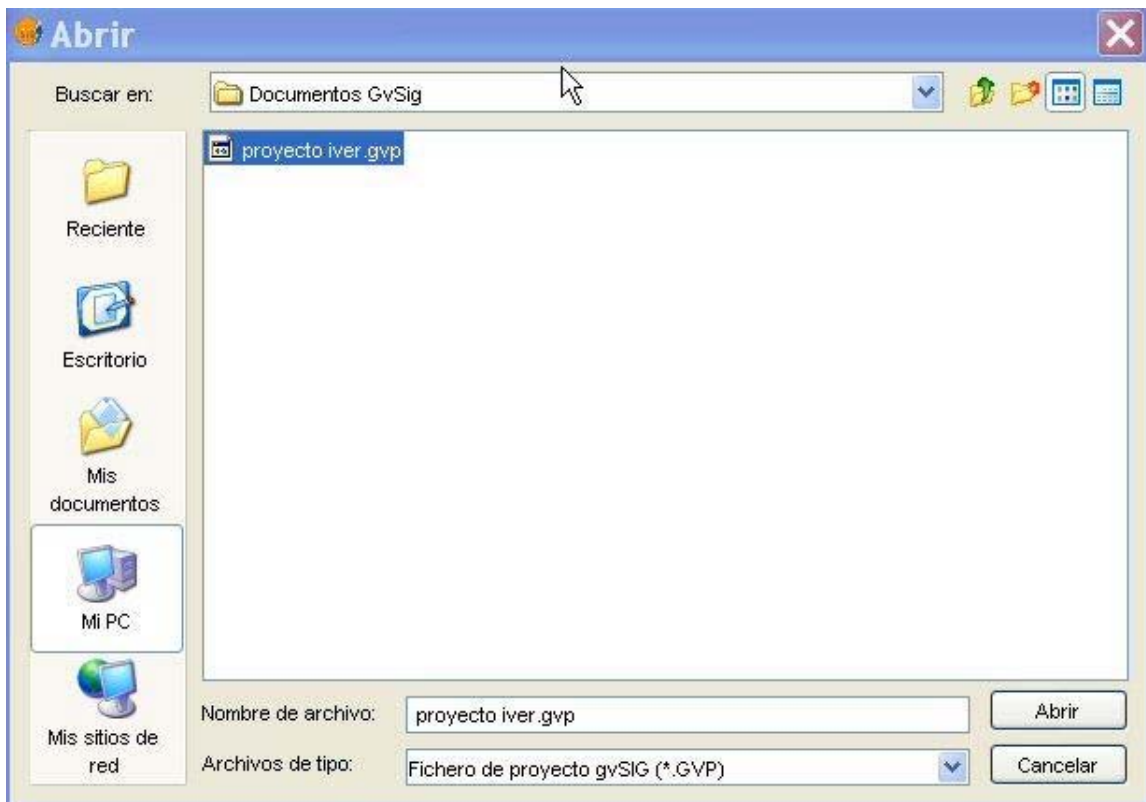 Abrir
Buscar en: Documentos GvSig
proyecto iver.gvp
Reciente
Escritorio
Mis
documentos
Mi PC
Mis sitios de
red
Nombre de archivo: proyecto iver.gvp Abrir
Archivos de tipo: Fichero de proyecto gvSIG (*.GVP) Cancelar